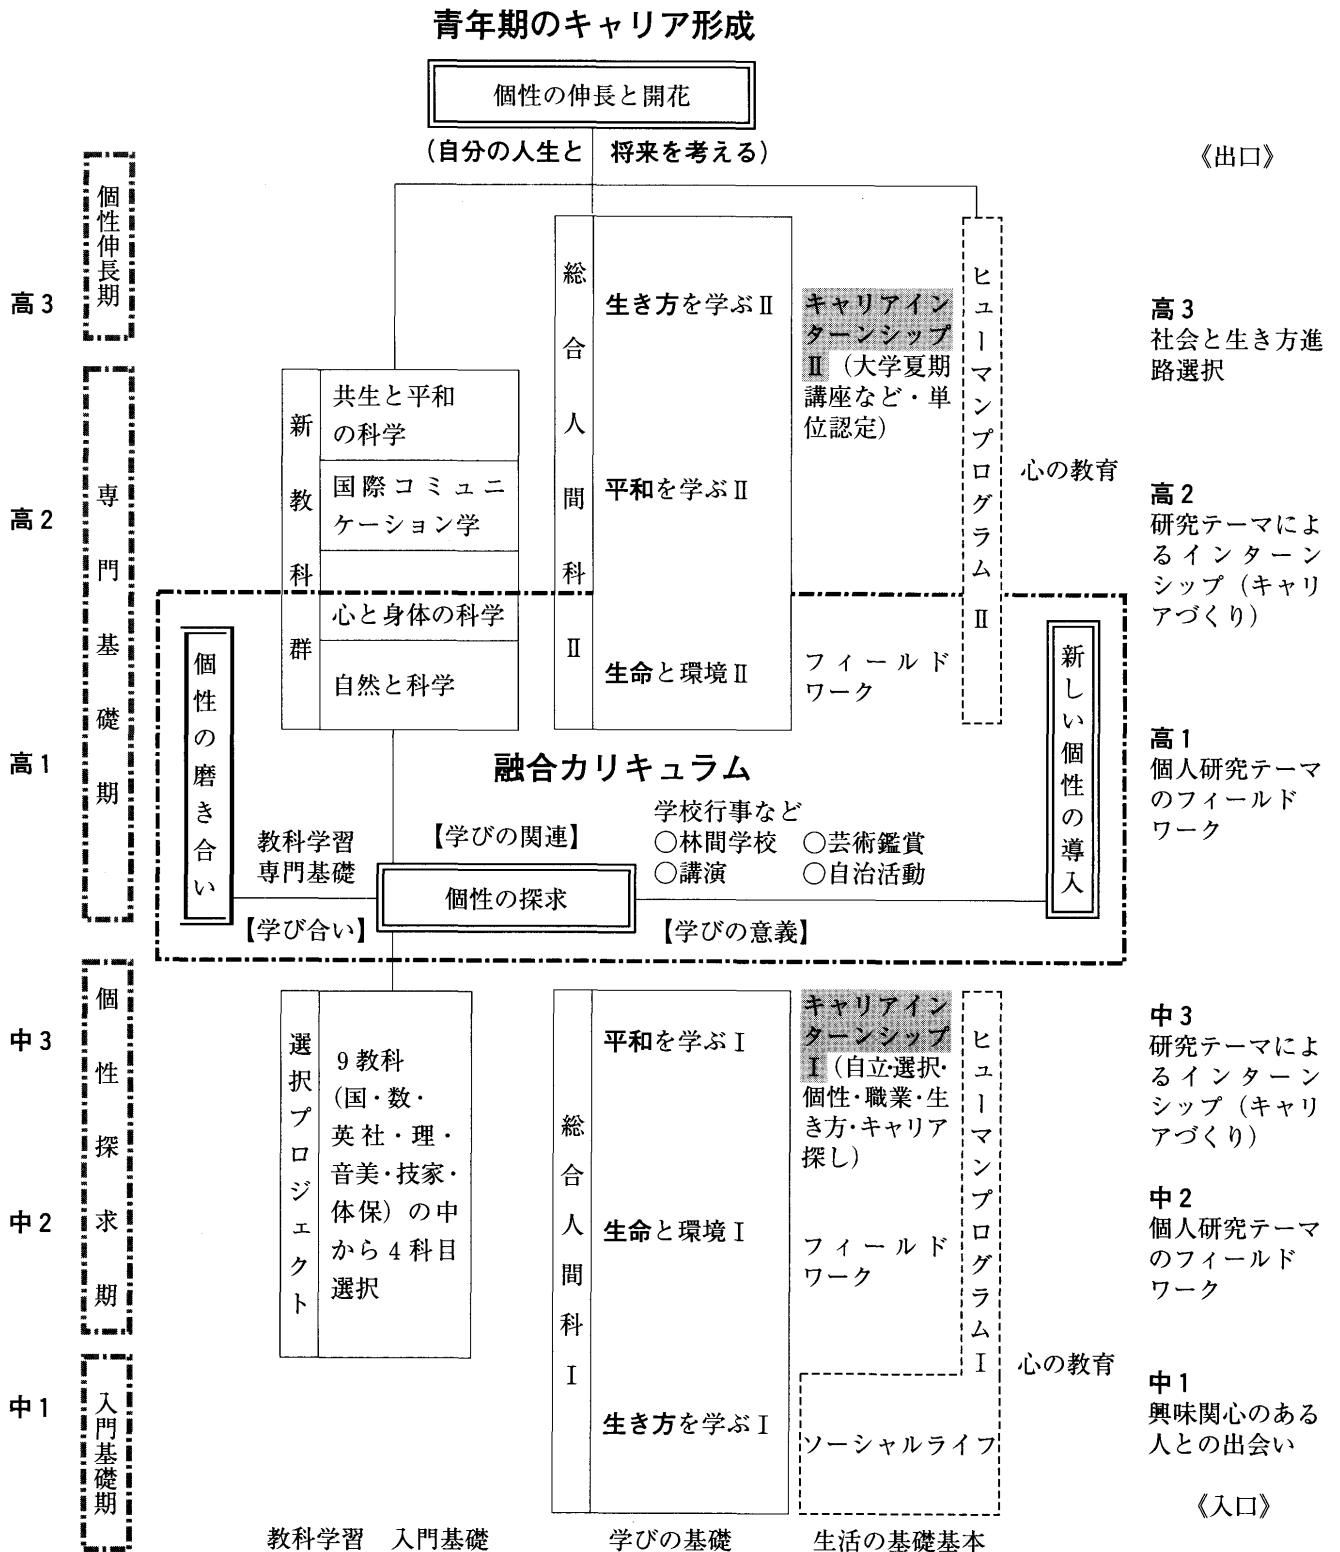 青年期のキャリア形成
個性の伸長と開花
(自分の人生と 将来を考える)
《出口》
《入口》
個性伸長期
専門基礎期
個性探求期
入門基礎期
高3
高2
高1
中3
中2
中1
新教科群
共生と平和
の科学
国際コミュニ
ケーション学
心と身体の科学
自然と科学
総合人間科Ⅱ
生き方を学ぶⅡ
平和を学ぶⅡ
生命と環境Ⅱ
キャリアイン
ターンシップ
Ⅱ(大学夏期
講座など・単
位認定)
フィールド
ワーク
ヒューマンプログラムⅡ
心の教育
高3
社会と生き方進
路選択
高2
研究テーマによ
るインターン
シップ(キャリ
アづくり)
高1
個人研究テーマ
のフィールド
ワーク
個性の磨き合い
新しい個性の導入
融合カリキュラム
教科学習
専門基礎
【学びの関連】
学校行事など
○林間学校 ○芸術鑑賞
○講演 ○自治活動
個性の探求
【学び合い】
【学びの意義】
選択プロジェクト
9教科
(国・数・
英社・理・
音美・技家・
体保)の中
から4科目
選択
総合人間科Ⅰ
平和を学ぶⅠ
生命と環境Ⅰ
生き方を学ぶⅠ
キャリアイン
ターンシップ
Ⅰ(自立・選択・
個性・職業・生
き方・キャリア
探し)
フィールド
ワーク
ヒューマンプログラムⅠ
ソーシャルライフ
心の教育
中3
研究テーマによ
るインターン
シップ(キャリ
アづくり)
中2
個人研究テーマ
のフィールド
ワーク
中1
興味関心のある
人との出会い
教科学習 入門基礎
学びの基礎
生活の基礎基本